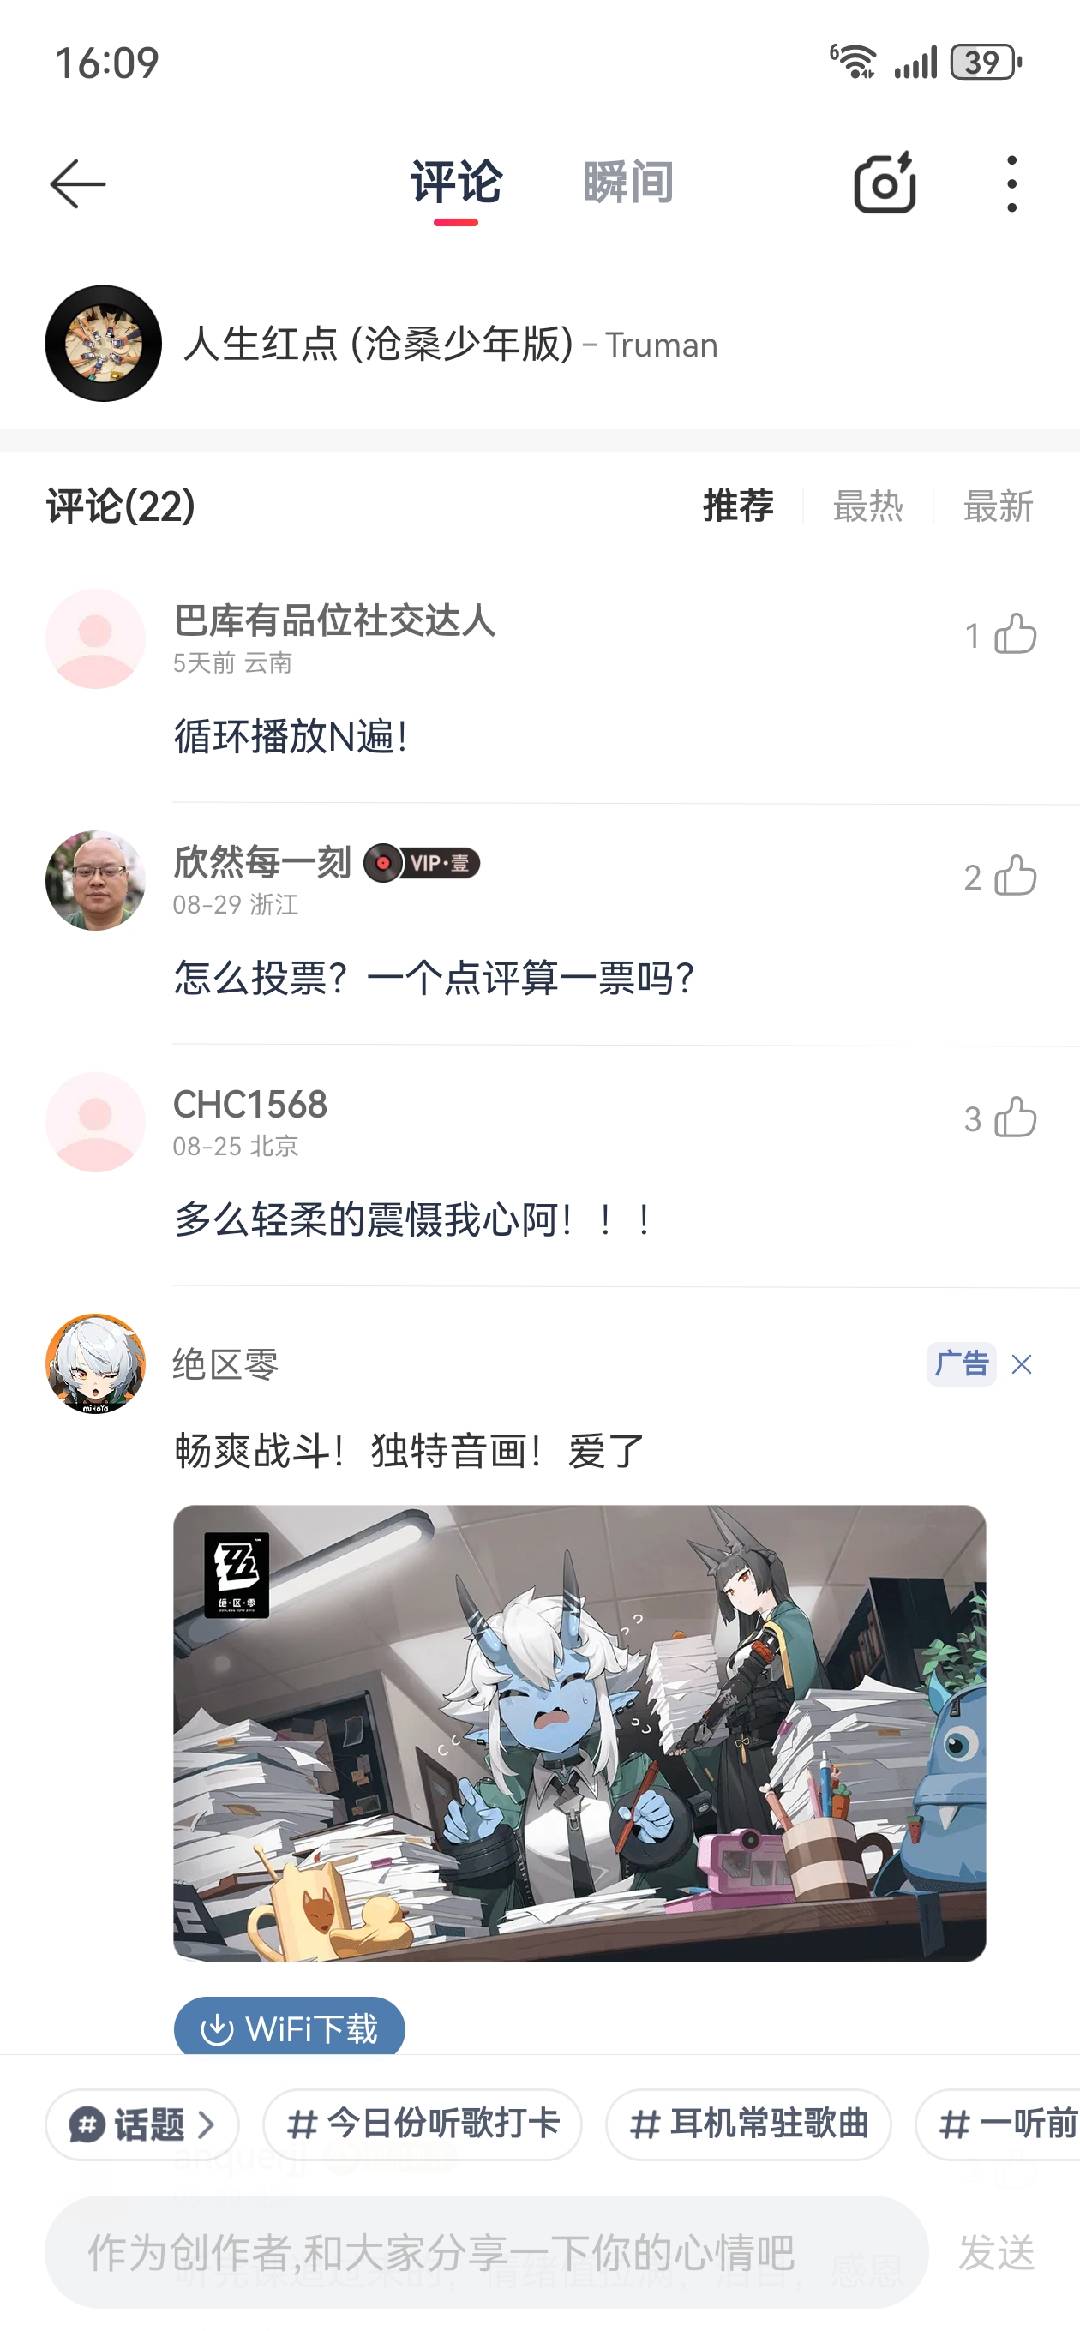 16:09
6
39
评论
瞬间
人生红点 (沧桑少年版) – Truman
评论(22)
推荐
最热
最新
巴库有品位社交达人
1
5天前 云南
循环播放N遍！
欣然每一刻
VIP·壹
2
08-29 浙江
怎么投票？一个点评算一票吗？
CHC1568
3
08-25 北京
多么轻柔的震慑我心阿！！！
绝区零
广告
畅爽战斗！独特音画！爱了
绝·区·零
WiFi下载
# 话题
# 今日份听歌打卡
# 耳机常驻歌曲
# 一听前
作为创作者,和大家分享一下你的心情吧
发送